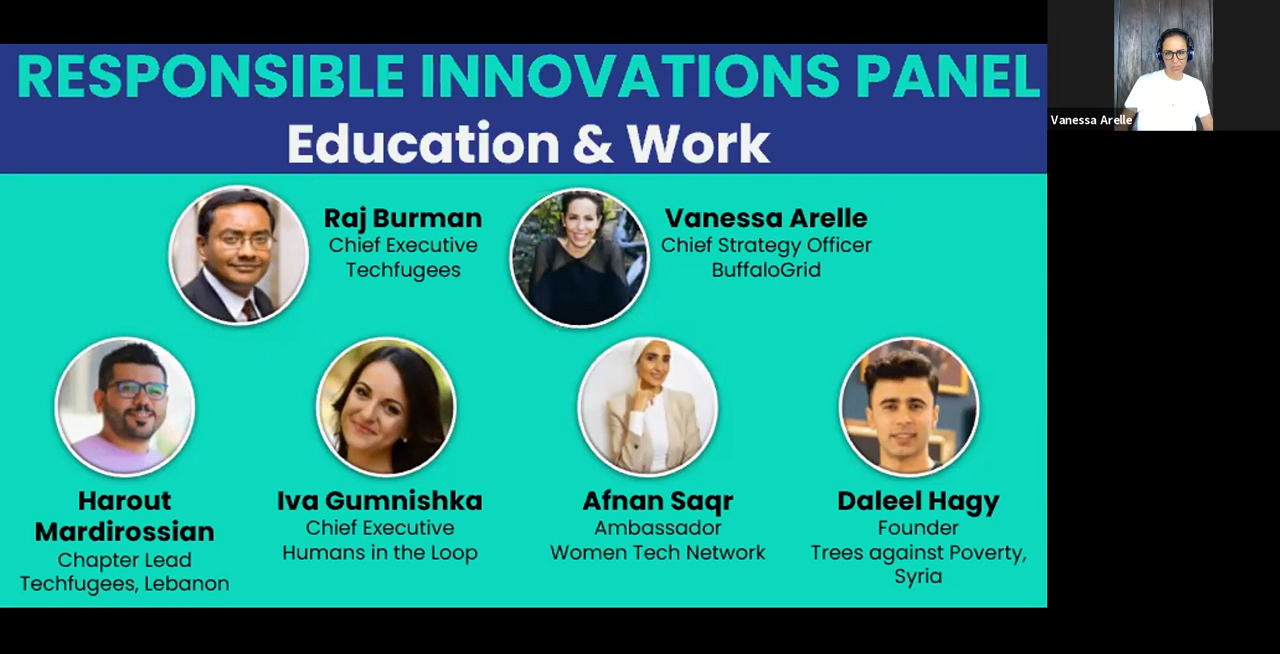 RESPONSIBLE INNOVATIONS PANEL
Education & Work
Raj Burman
Chief Executive
Techfugees
Vanessa Arelle
Chief Strategy Officer
BuffaloGrid
Harout
Mardirossian
Chapter Lead
Techfugees, Lebanon
Iva Gumnishka
Chief Executive
Humans in the Loop
Afnan Saqr
Ambassador
Women Tech Network
Daleel Hagy
Founder
Trees against Poverty,
Syria
Vanessa Arelle